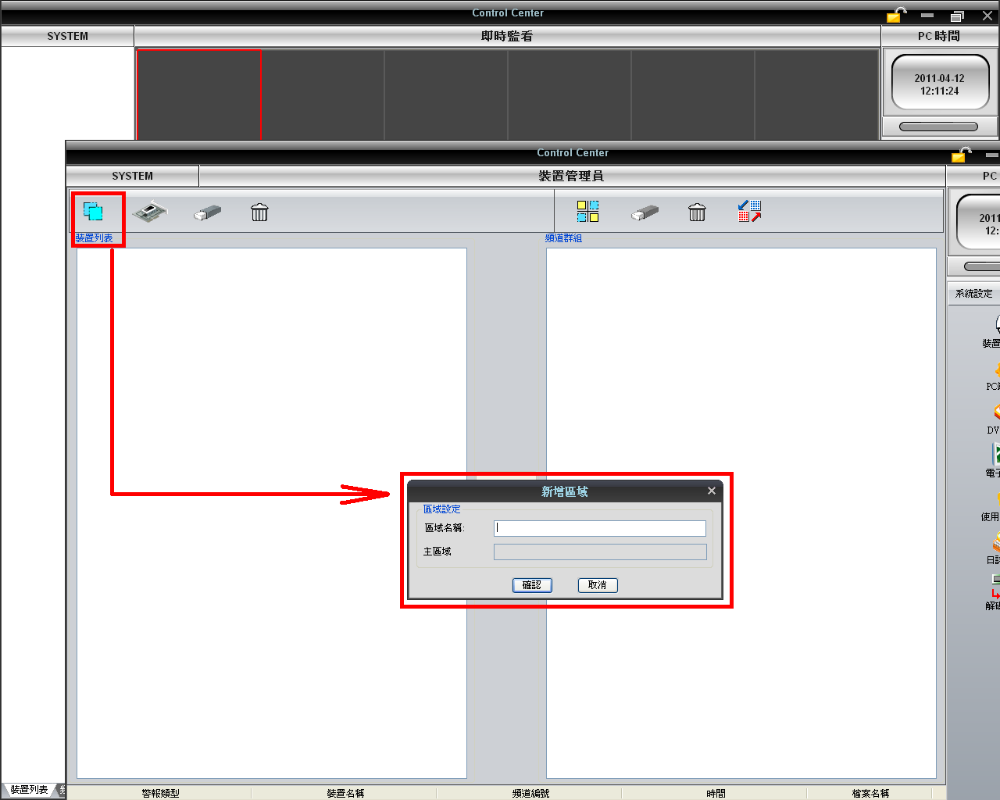 Control Center
SYSTEM
即時監看
PC 時間
2011-04-12
12:11:24
Control Center
SYSTEM
裝置管理員
PC
2011
12:
裝置列表
頻道群組
系統設定
裝置
PC
DV
電子
使用
日誌
解碼
新增區域
區域設定
區域名稱:
主區域
確認
取消
裝置列表
警報類型
裝置名稱
頻道編號
時間
檔案名稱